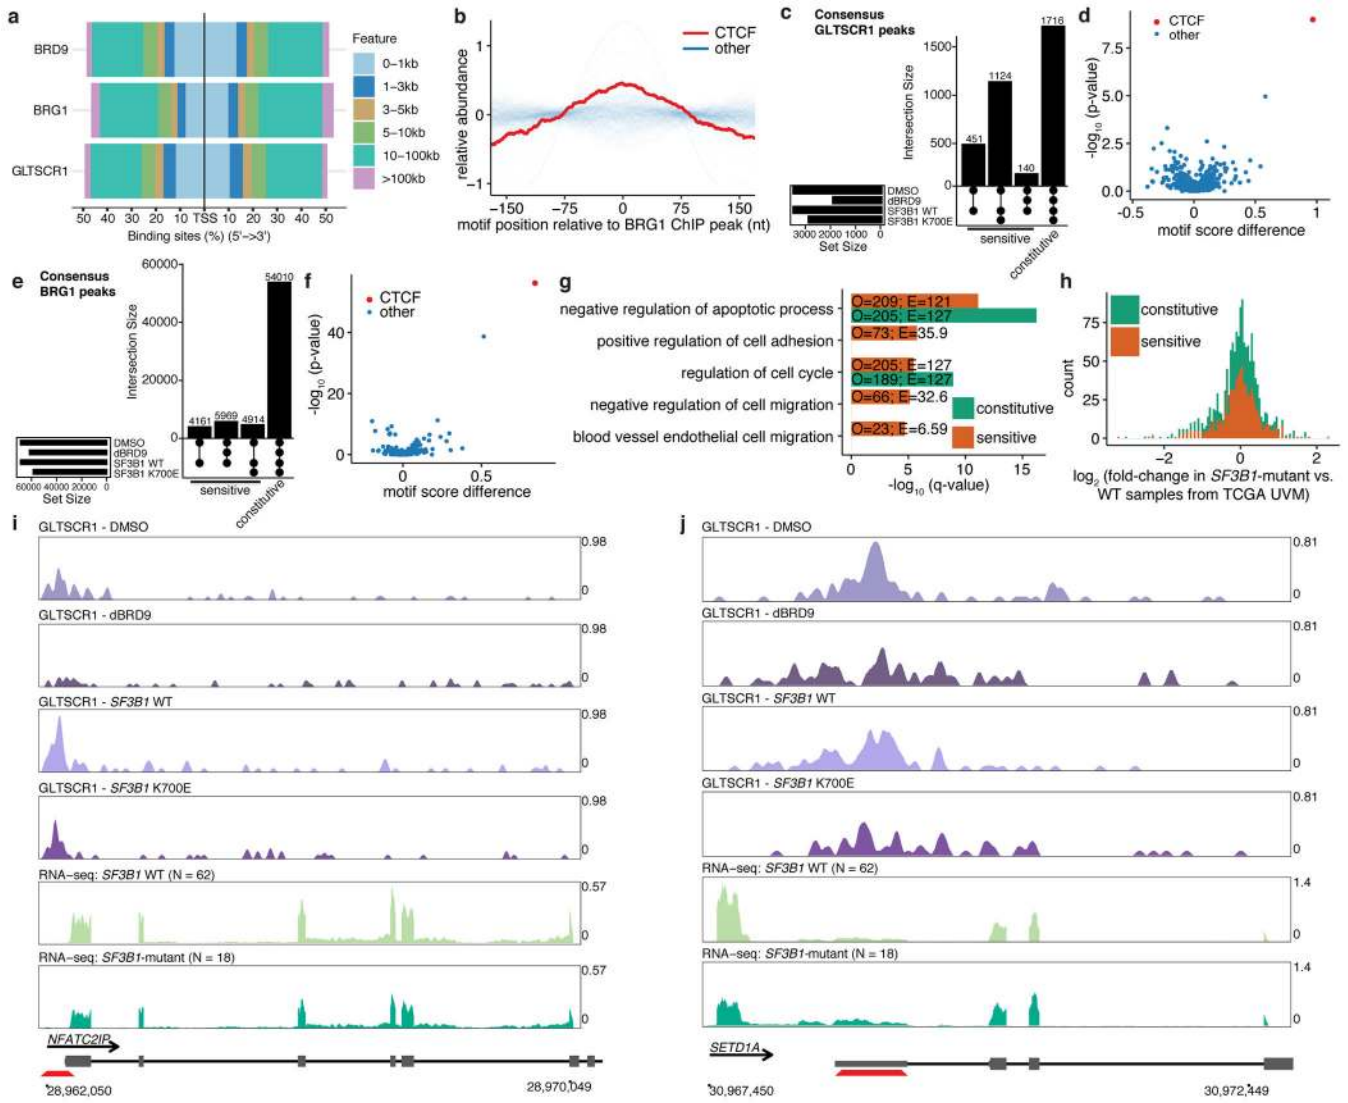 a
BRD9
BRG1
GLTSCR1
50 40 30 20 10 TSS 10 20 30 40 50
Binding sites (%) (5'->3')
Feature
0-1kb
1-3kb
3-5kb
5-10kb
10-100kb
>100kb
b
relative abundance
1
0
-1
CTCF
other
-150 -75 0 75 150
motif position relative to BRG1 ChIP peak (nt)
c
Consensus
GLTSCR1 peaks
Intersection Size
1500
1000
500
0
451
1124
140
1716
DMSO
dBRD9
SF3B1 WT
SF3B1 K700E
3000 2000 1000 0
Set Size
sensitive
constitutive
d
CTCF
other
-log10 (p-value)
7.5
5.0
2.5
0.0
-0.5 0 0.5 1
motif score difference
e
Consensus
BRG1 peaks
Intersection Size
60000
40000
20000
0
4161
5969
4914
54010
DMSO
dBRD9
SF3B1 WT
SF3B1 K700E
60000 40000 20000 0
Set Size
sensitive
constitutive
f
CTCF
other
-log10 (p-value)
40
20
0
0 0.5
motif score difference
g
negative regulation of apoptotic process
positive regulation of cell adhesion
regulation of cell cycle
negative regulation of cell migration
blood vessel endothelial cell migration
O=209; E=121
O=205; E=127
O=73; E=35.9
O=205; E=127
O=189; E=127
O=66; E=32.6
O=23; E=6.59
constitutive
sensitive
0 5 10 15
-log10 (q-value)
h
constitutive
sensitive
count
75
50
25
0
-2 0 2
log2 (fold-change in SF3B1-mutant vs.
WT samples from TCGA UVM)
i
GLTSCR1 - DMSO
0.98
0
GLTSCR1 - dBRD9
0.98
0
GLTSCR1 - SF3B1 WT
0.98
0
GLTSCR1 - SF3B1 K700E
0.98
0
RNA-seq: SF3B1 WT (N = 62)
0.57
0
RNA-seq: SF3B1-mutant (N = 18)
0.57
0
NFATC2IP
28,962,050
28,970,049
j
GLTSCR1 - DMSO
0.81
0
GLTSCR1 - dBRD9
0.81
0
GLTSCR1 - SF3B1 WT
0.81
0
GLTSCR1 - SF3B1 K700E
0.81
0
RNA-seq: SF3B1 WT (N = 62)
1.4
0
RNA-seq: SF3B1-mutant (N = 18)
1.4
0
SETD1A
30,967,450
30,972,449